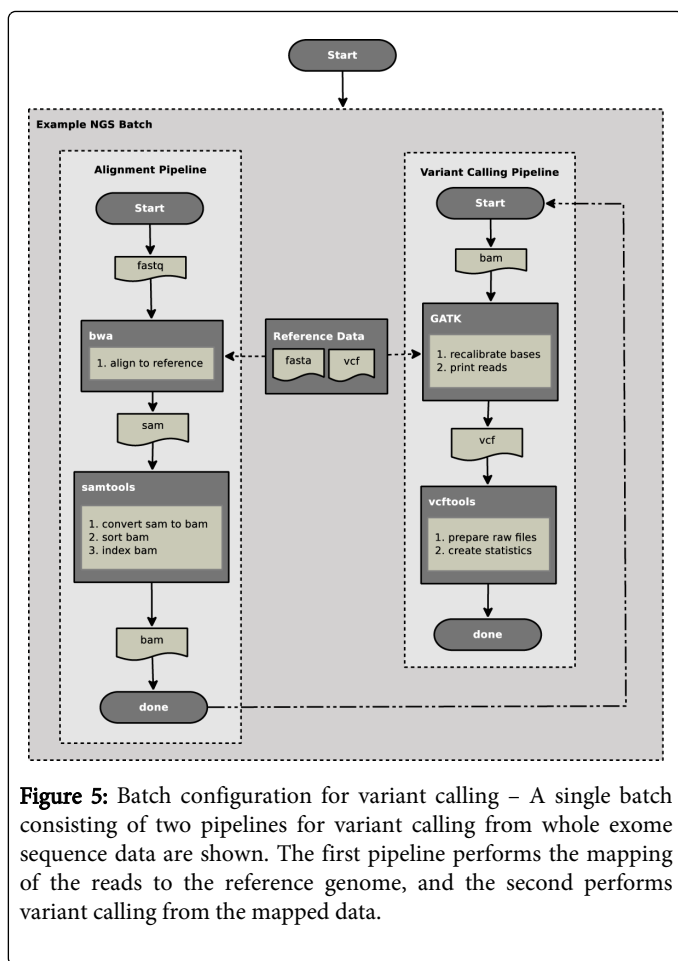 Start
Example NGS Batch
Alignment Pipeline
Start
fastq
bwa
1. align to reference
sam
samtools
1. convert sam to bam
2. sort bam
3. index bam
bam
done
Reference Data
fasta
vcf
Variant Calling Pipeline
Start
bam
GATK
1. recalibrate bases
2. print reads
vcf
vcftools
1. prepare raw files
2. create statistics
done
Figure 5: Batch configuration for variant calling – A single batch
consisting of two pipelines for variant calling from whole exome
sequence data are shown. The first pipeline performs the mapping
of the reads to the reference genome, and the second performs
variant calling from the mapped data.